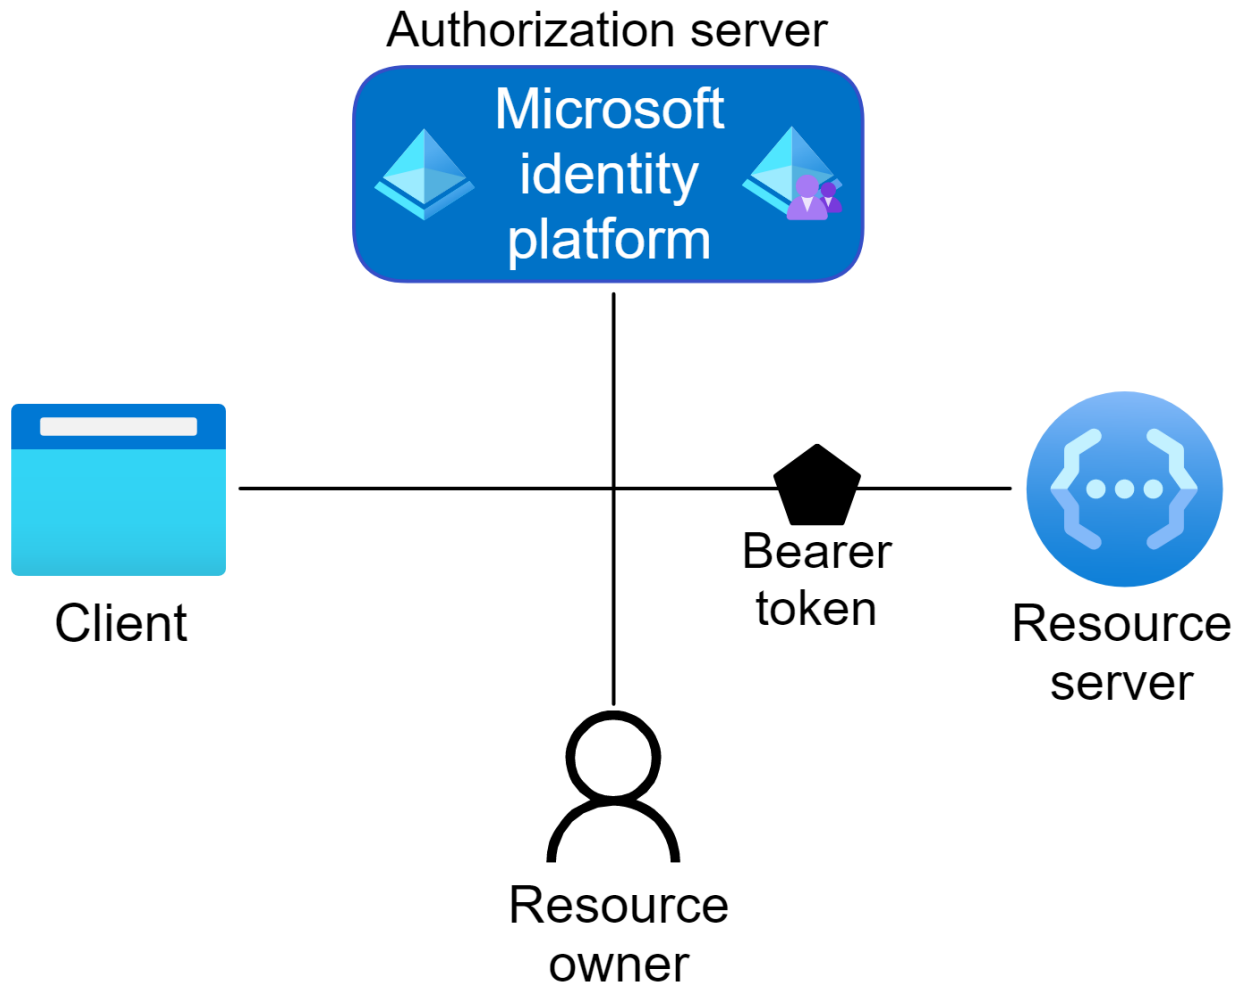 Authorization server
Microsoft
identity
platform
Client
Bearer
token
Resource
server
Resource
owner